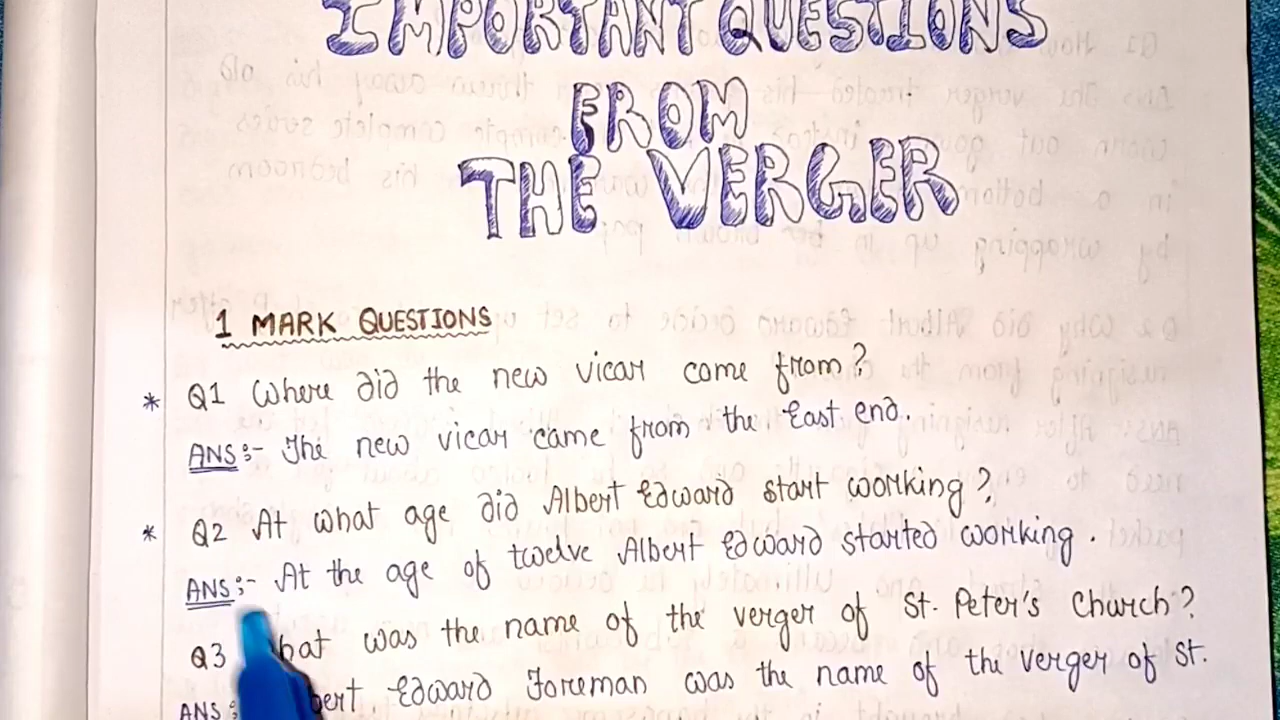 IMPORTANT QUESTIONS
FROM
THE VERGER
1 MARK QUESTIONS
* Q1 Where did the new vicar come from?
ANS:- The new vicar came from the East end.
* Q2 At what age did Albert Edward start working?
ANS:- At the age of twelve Albert Edward started working.
Q3 hat was the name of the verger of St. Peter's Church?
ANS: bert Edward Foreman was the name of the verger of St.